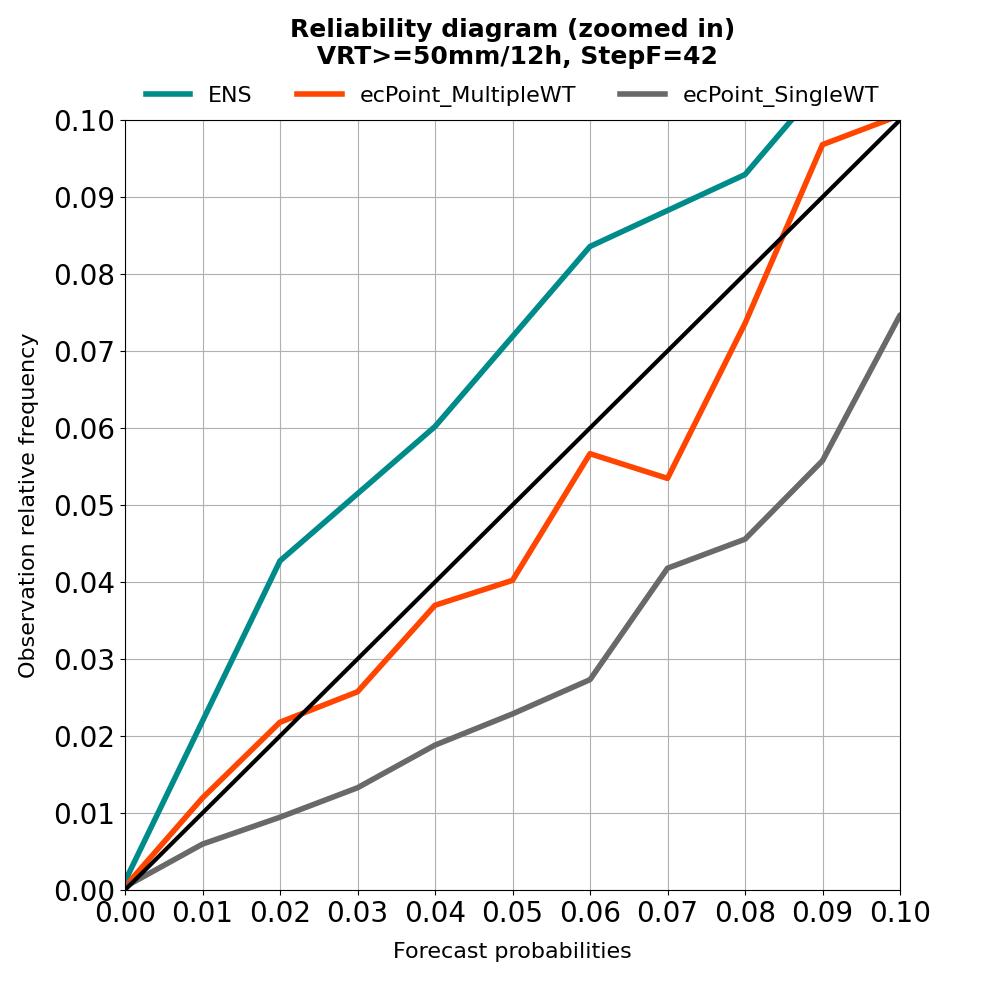 Reliability diagram (zoomed in)
VRT>=50mm/12h, StepF=42
ENS ecPoint_MultipleWT ecPoint_SingleWT
0.10
0.09
0.08
0.07
0.06
0.05
0.04
0.03
0.02
0.01
0.00
Observation relative frequency
0.00 0.01 0.02 0.03 0.04 0.05 0.06 0.07 0.08 0.09 0.10
Forecast probabilities